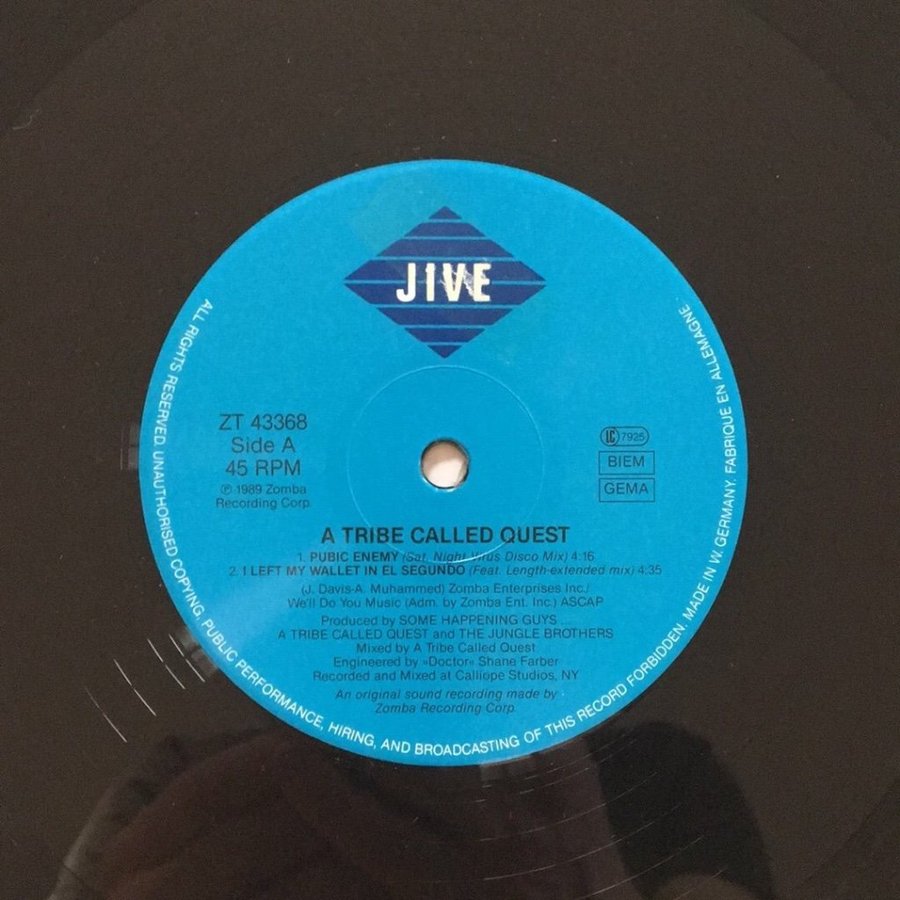 JIVE
ZT 43368
Side A
45 RPM
℗ 1989 Zomba
Recording Corp.
LC 7925
BIEM
GEMA
A TRIBE CALLED QUEST
1. PUBIC ENEMY (Sat. Night Virus Disco Mix) 4:16
2. I LEFT MY WALLET IN EL SEGUNDO (Feat. Length-extended mix) 4:35
(J. Davis-A. Muhammed) Zomba Enterprises Inc./
We'll Do You Music (Adm. by Zomba Ent. Inc.) ASCAP
Produced by SOME HAPPENING GUYS
A TRIBE CALLED QUEST and THE JUNGLE BROTHERS
Mixed by A Tribe Called Quest
Engineered by »Doctor« Shane Farber
Recorded and Mixed at Calliope Studios, NY
An original sound recording made by
Zomba Recording Corp.
ALL RIGHTS RESERVED. UNAUTHORISED COPYING, PUBLIC PERFORMANCE, HIRING, AND BROADCASTING OF THIS RECORD FORBIDDEN. MADE IN W. GERMANY. FABRIQUE EN ALLEMAGNE.